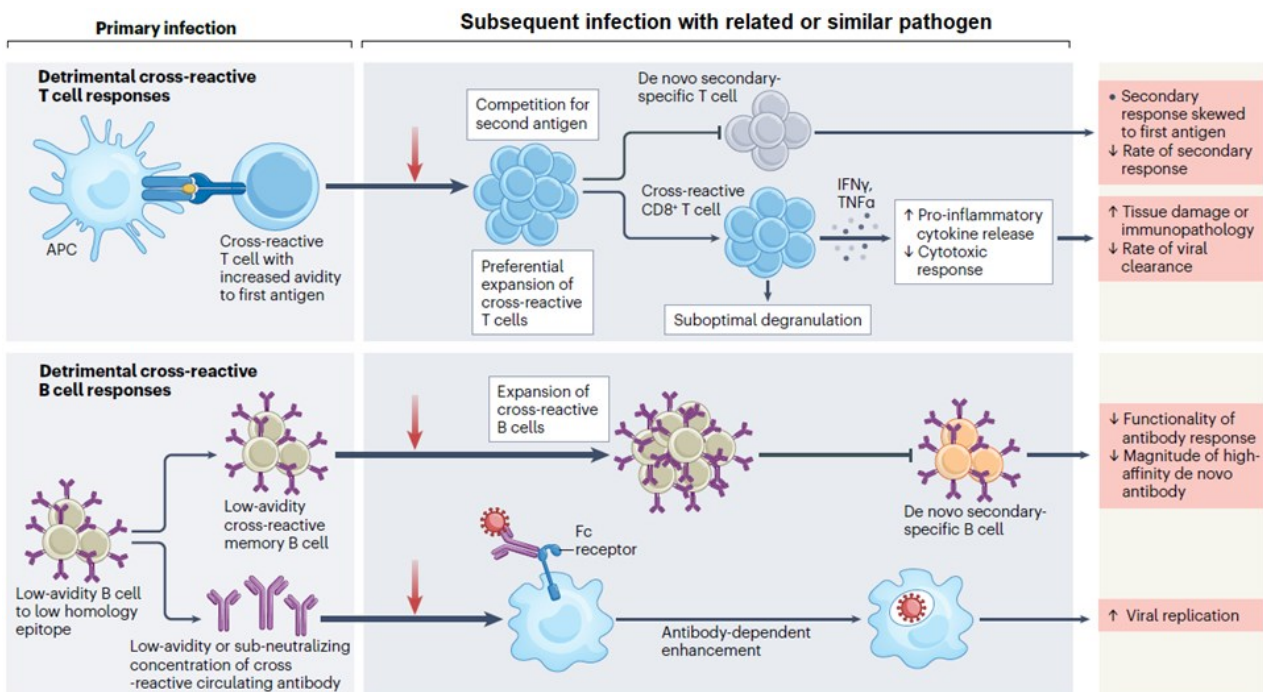 Primary infection
Subsequent infection with related or similar pathogen
Detrimental cross-reactive
T cell responses
APC
Cross-reactive
T cell with
increased avidity
to first antigen
Competition for
second antigen
Preferential
expansion of
cross-reactive
T cells
De novo secondary-
specific T cell
Cross-reactive
CD8⁺ T cell
IFNγ,
TNFα
Suboptimal degranulation
↑ Pro-inflammatory
cytokine release
↓ Cytotoxic
response
• Secondary
response skewed
to first antigen
↓ Rate of secondary
response
↑ Tissue damage or
immunopathology
↓ Rate of viral
clearance
Detrimental cross-reactive
B cell responses
Low-avidity B cell
to low homology
epitope
Low-avidity
cross-reactive
memory B cell
Low-avidity or sub-neutralizing
concentration of cross
-reactive circulating antibody
Expansion of
cross-reactive
B cells
De novo secondary-
specific B cell
Fc
receptor
Antibody-dependent
enhancement
↓ Functionality of
antibody response
↓ Magnitude of high-
affinity de novo
antibody
↑ Viral replication